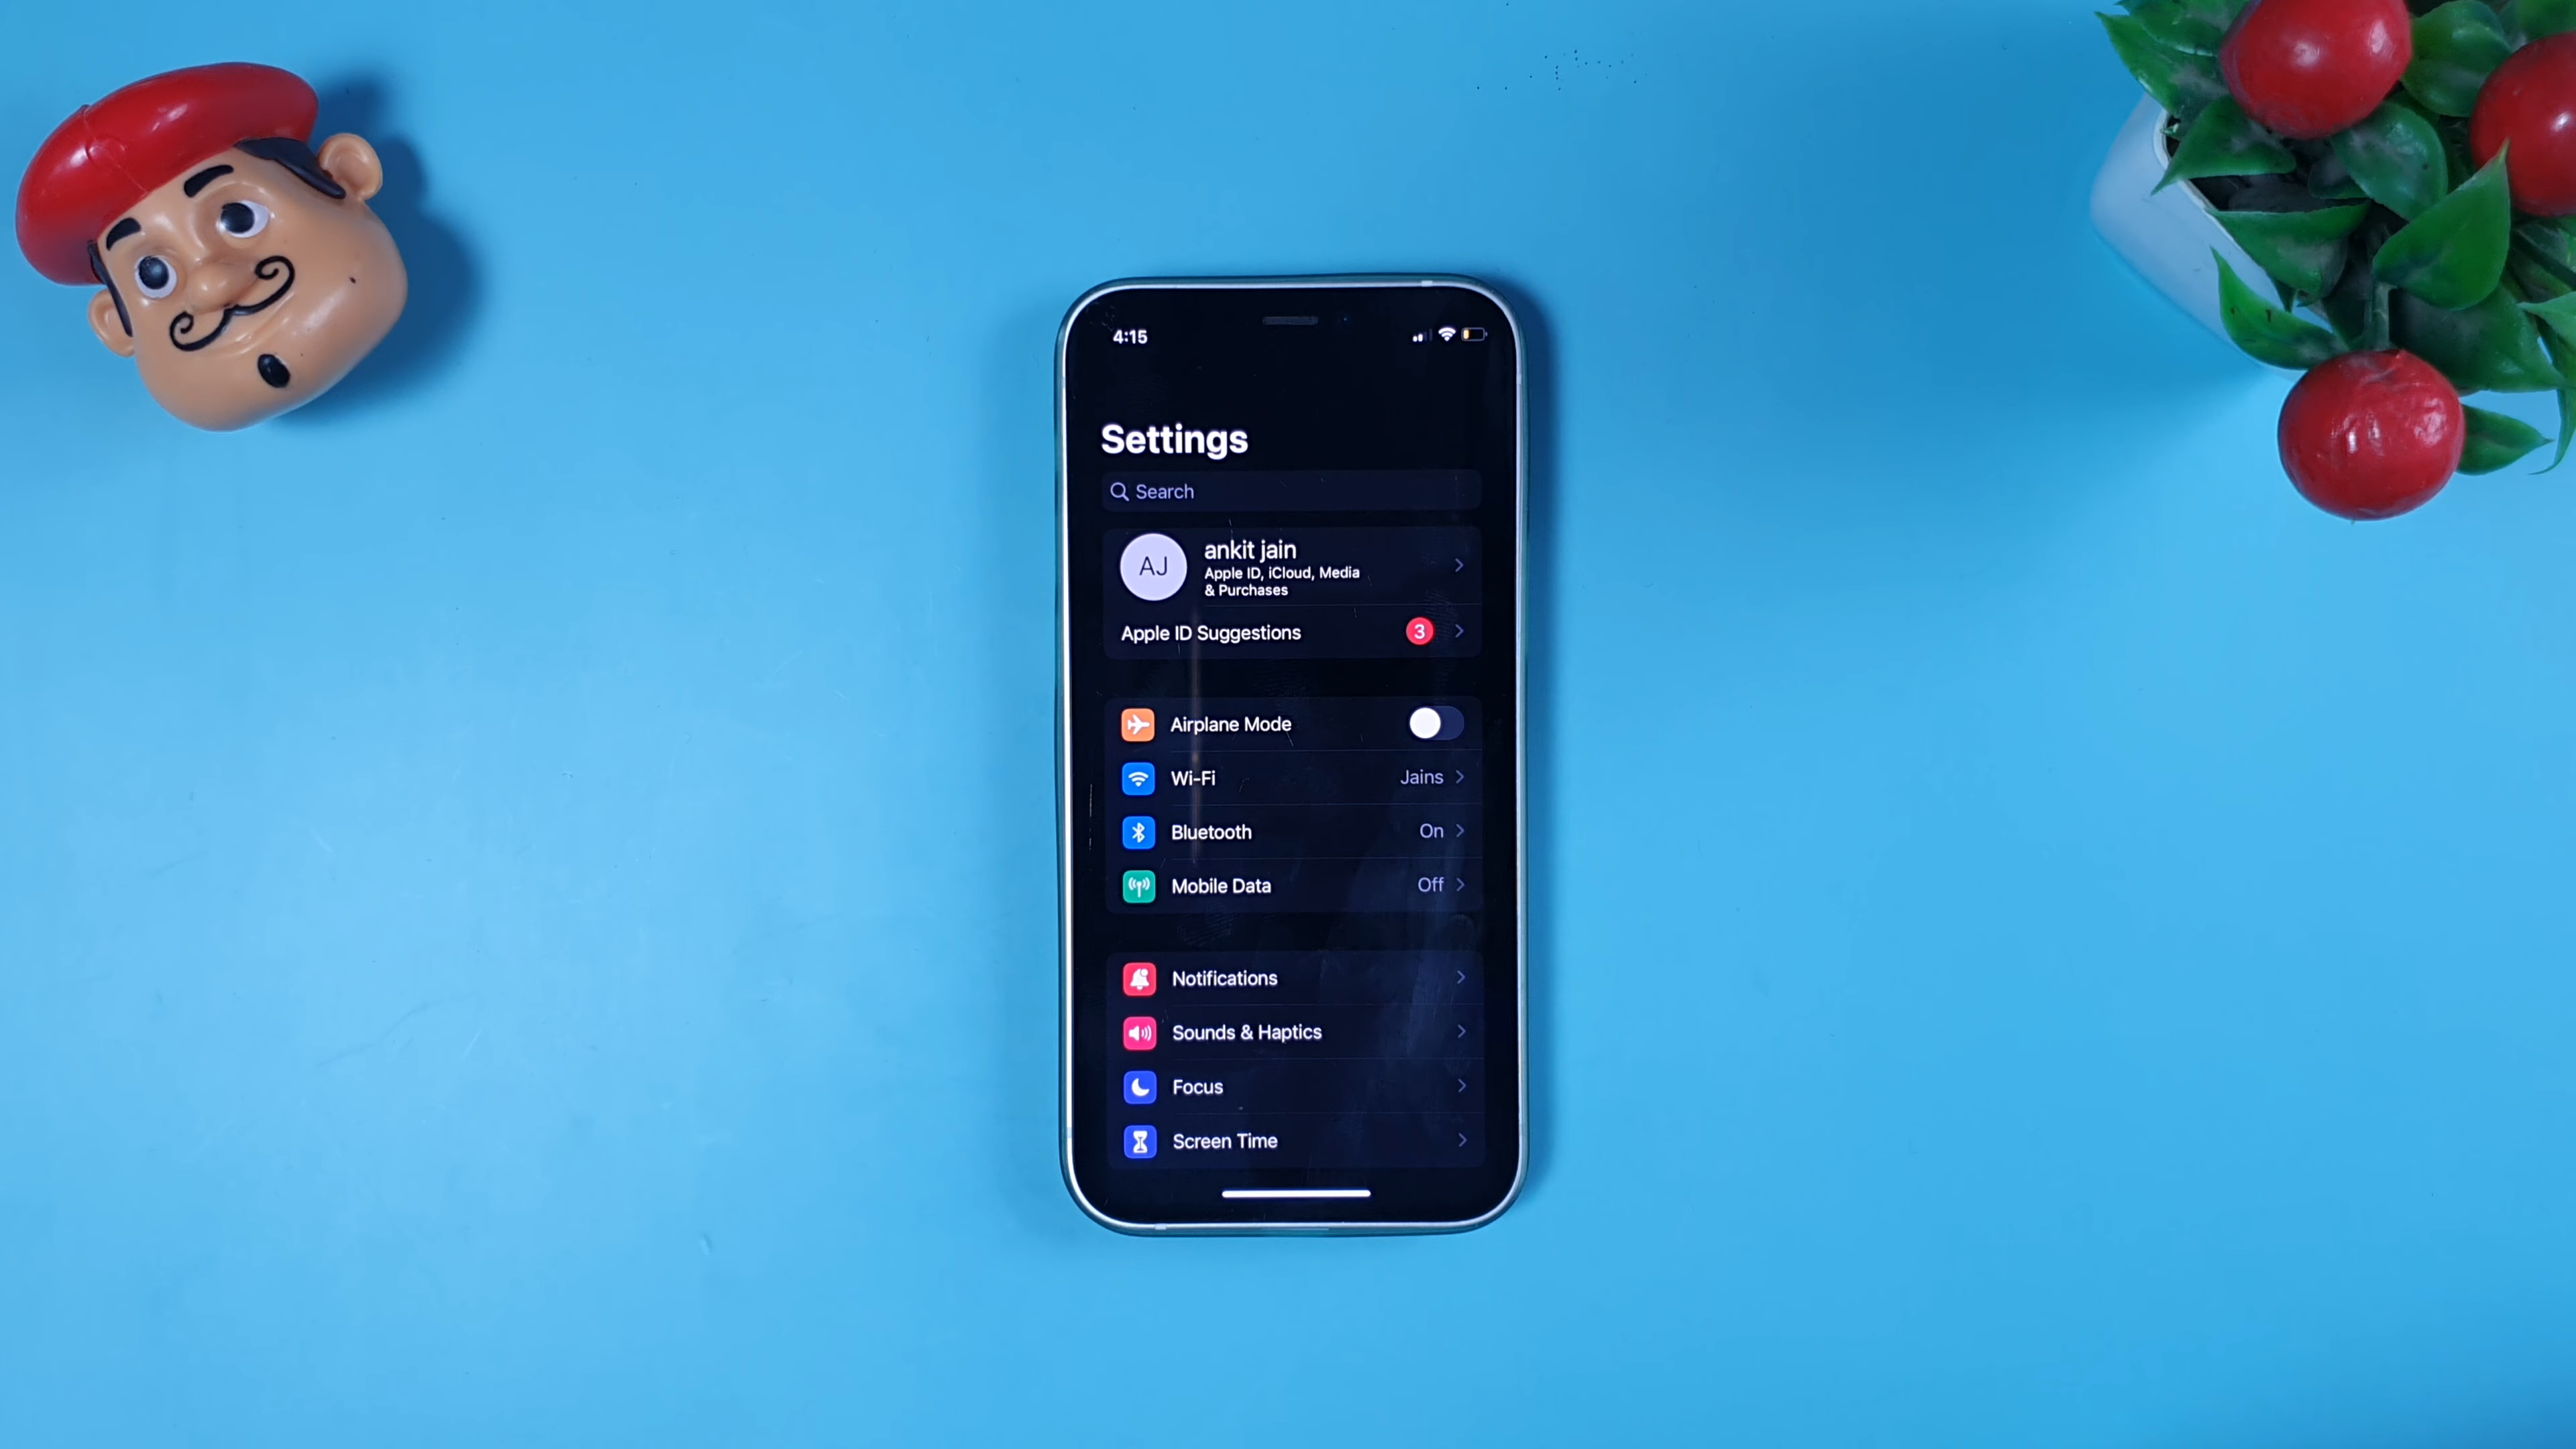 4:15
Settings
Search
AJ
ankit jain
Apple ID, iCloud, Media
& Purchases
Apple ID Suggestions 3
Airplane Mode
Wi-Fi Jains
Bluetooth On
Mobile Data Off
Notifications
Sounds & Haptics
Focus
Screen Time